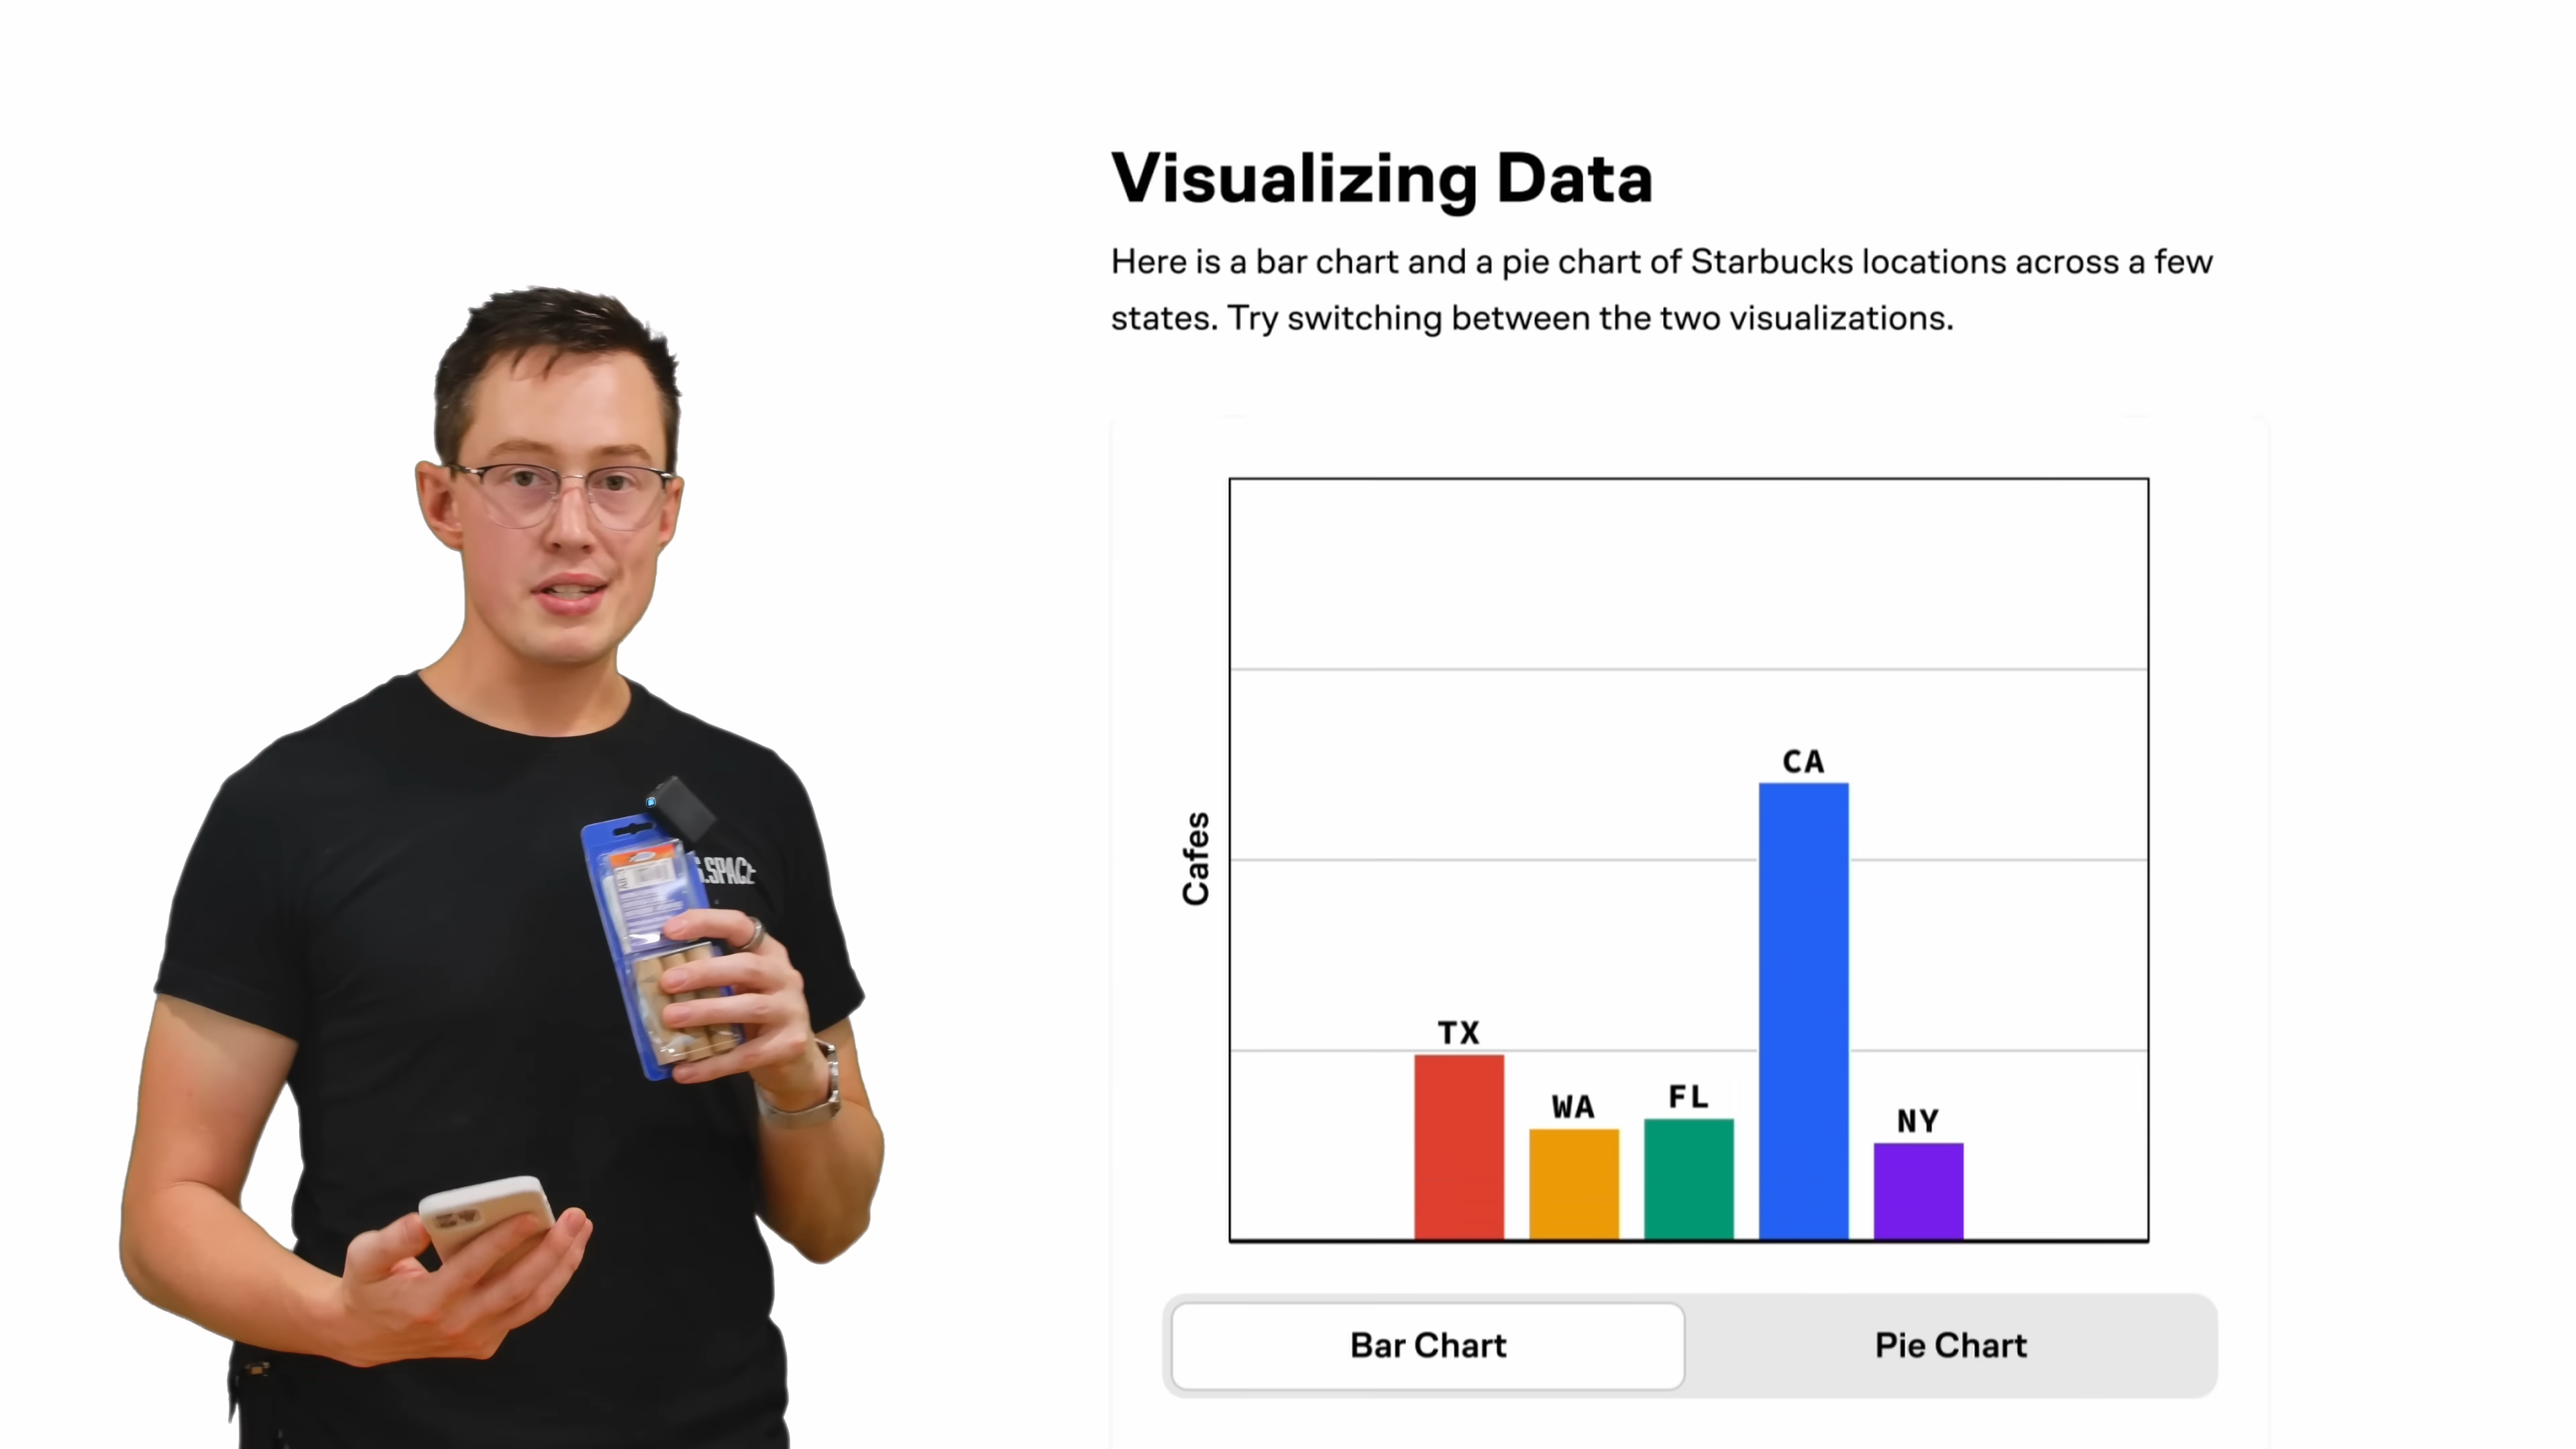 Visualizing Data
Here is a bar chart and a pie chart of Starbucks locations across a few
states. Try switching between the two visualizations.
Cafes
TX
WA
FL
CA
NY
Bar Chart
Pie Chart
.SPACE